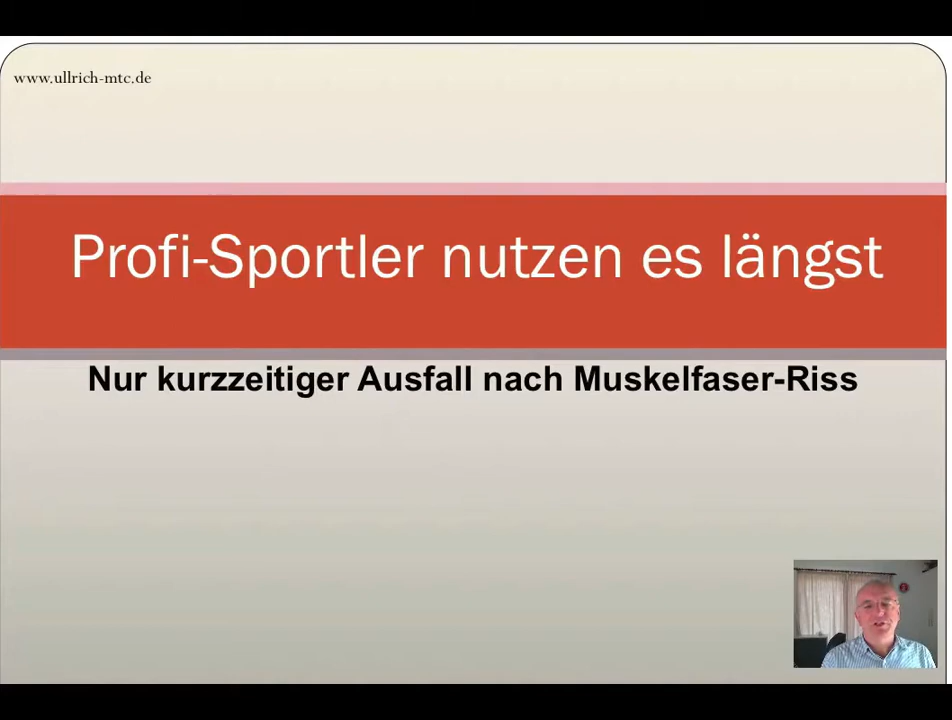 www.ullrich-mtc.de
Profi-Sportler nutzen es längst
Nur kurzzeitiger Ausfall nach Muskelfaser-Riss